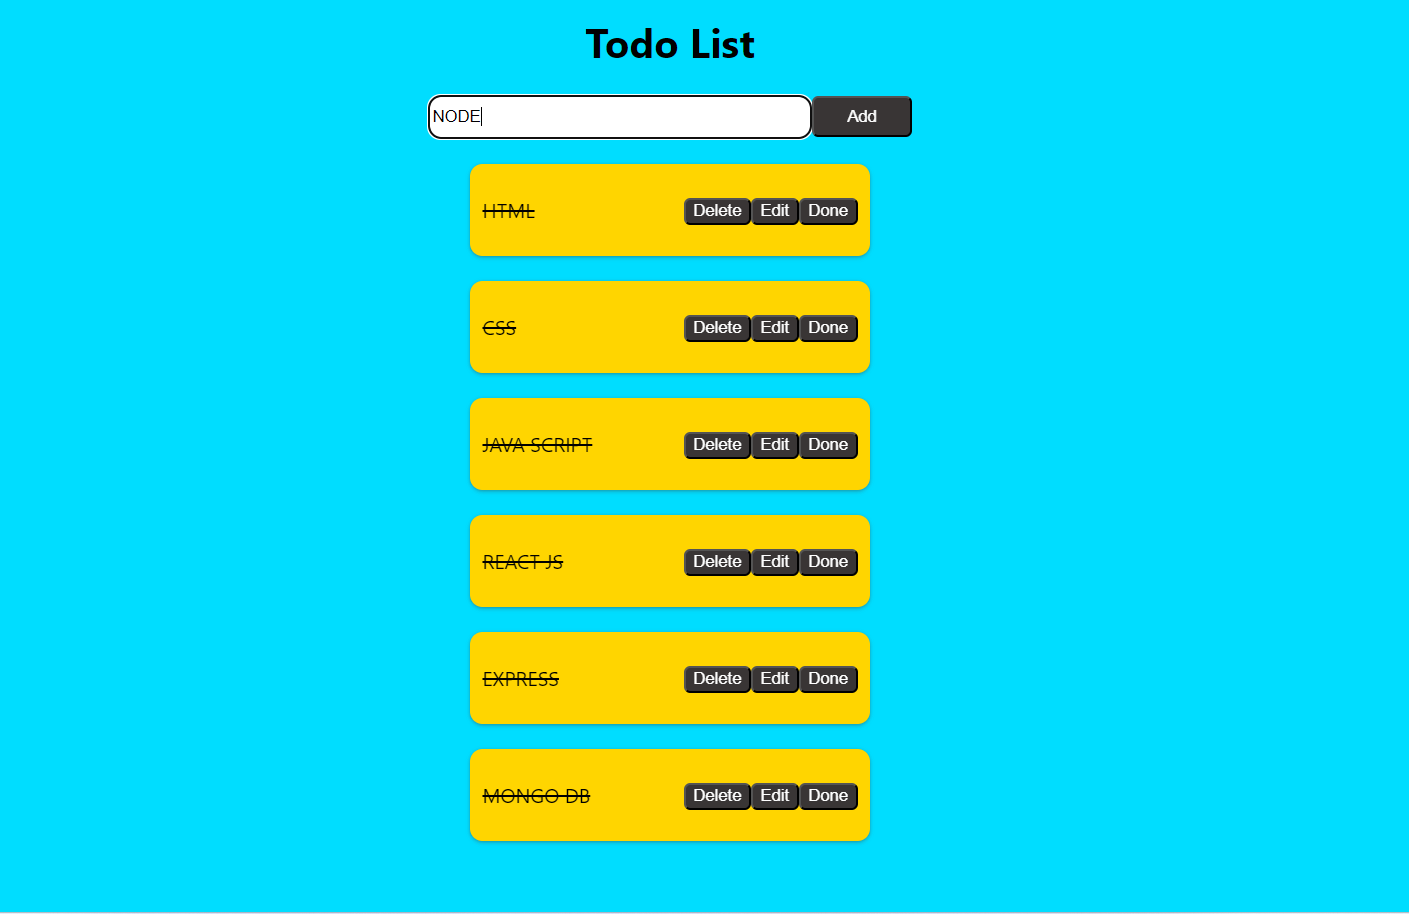 Todo List
NODE Add
HTML Delete Edit Done
CSS Delete Edit Done
JAVA SCRIPT Delete Edit Done
REACT JS Delete Edit Done
EXPRESS Delete Edit Done
MONGO DB Delete Edit Done